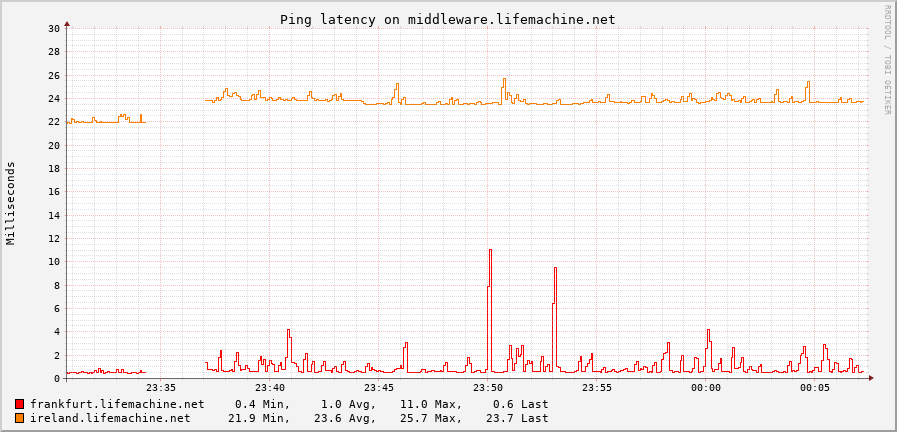 Ping latency on middleware.lifemachine.net
RRDTOOL / TOBI OETIKER
Milliseconds
30
28
26
24
22
20
18
16
14
12
10
8
6
4
2
0
23:35 23:40 23:45 23:50 23:55 00:00 00:05
frankfurt.lifemachine.net 0.4 Min, 1.0 Avg, 11.0 Max, 0.6 Last
ireland.lifemachine.net 21.9 Min, 23.6 Avg, 25.7 Max, 23.7 Last